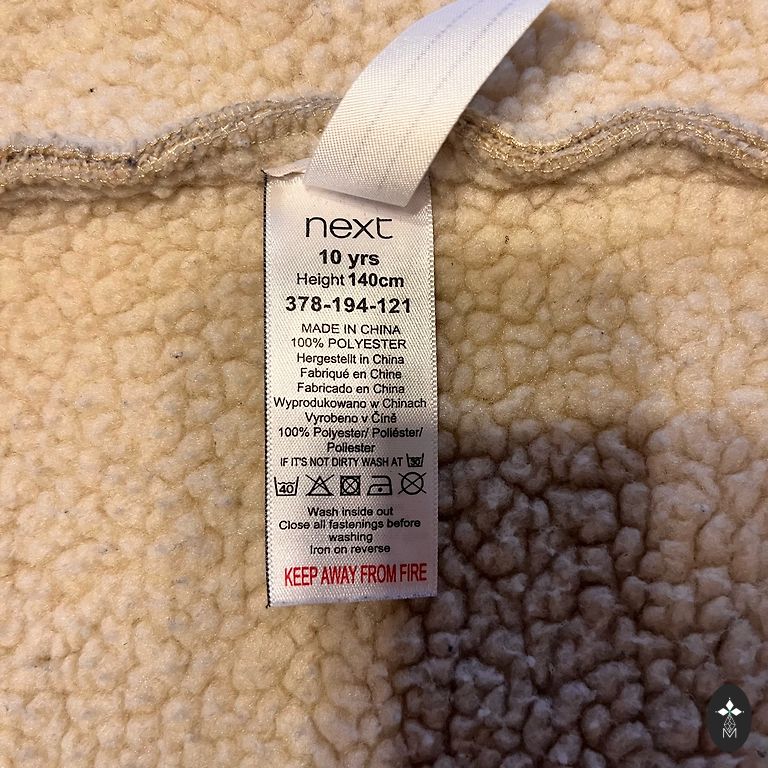 next
10 yrs
Height 140cm
378-194-121
MADE IN CHINA
100% POLYESTER
Hergestellt in China
Fabriqué en Chine
Fabricado en China
Wyprodukowano w Chinach
Vyrobeno v Číně
100% Polyester/ Poliéster/
Poliester
IF IT'S NOT DIRTY WASH AT 30
40
Wash inside out
Close all fastenings before
washing
Iron on reverse
KEEP AWAY FROM FIRE
M